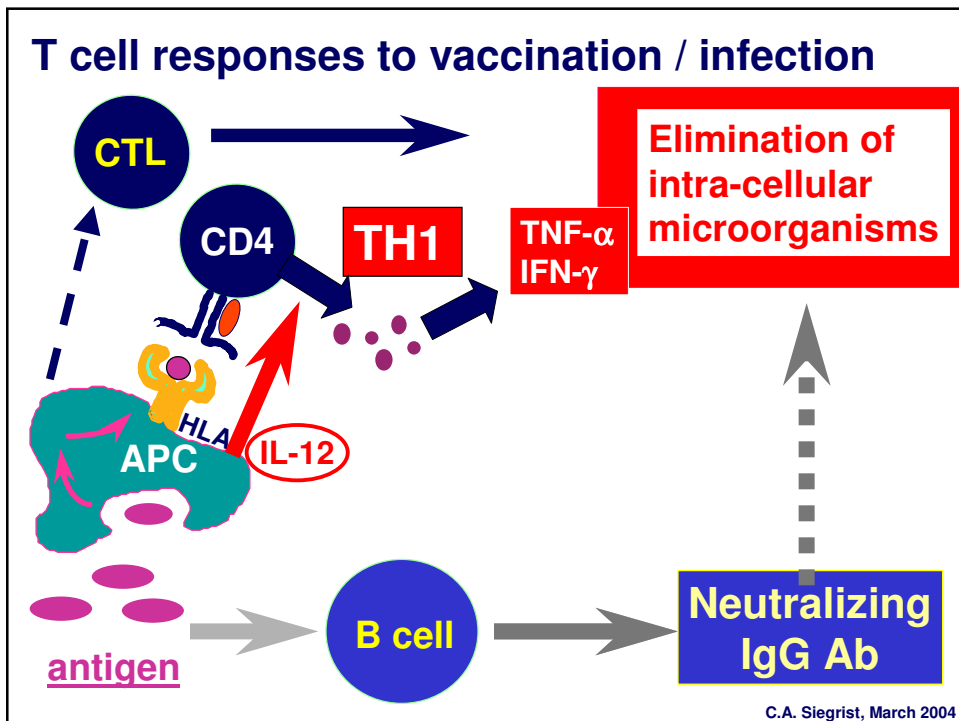 T cell responses to vaccination / infection
CTL
Elimination of
intra-cellular
microorganisms
CD4
TH1
TNF-α
IFN-γ
HLA
APC
IL-12
antigen
B cell
Neutralizing
IgG Ab
C.A. Siegrist, March 2004